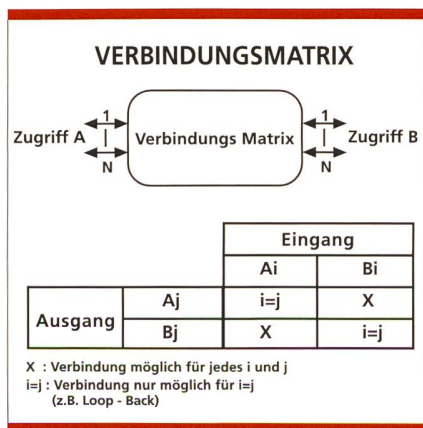 VERBINDUNGSMATRIX
Zugriff A 1 N Verbindungs Matrix 1 N Zugriff B
Eingang
Ai Bi
Ausgang Aj i=j X
Bj X i=j
X : Verbindung möglich für jedes i und j
i=j : Verbindung nur möglich für i=j
(z.B. Loop - Back)